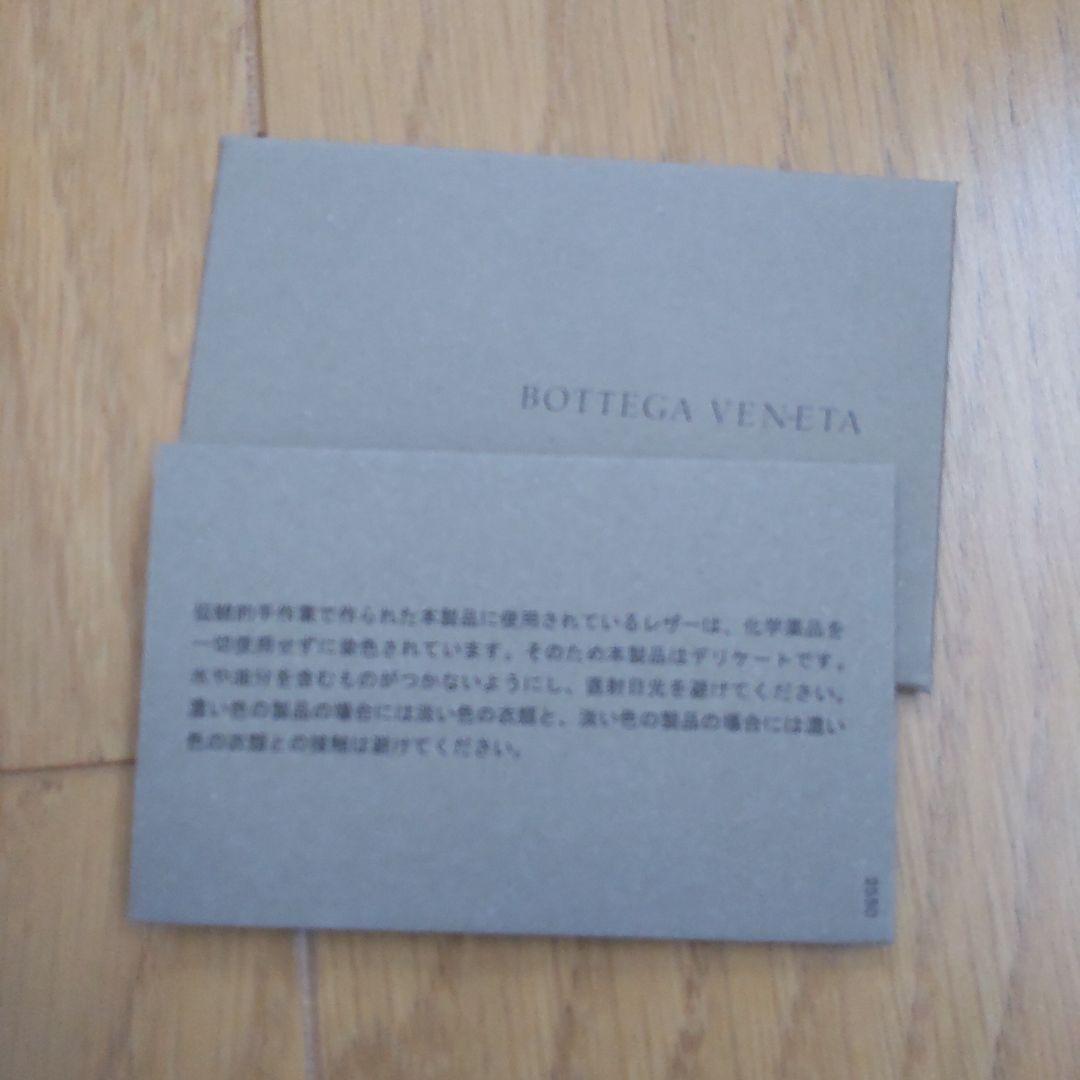 BOTTEGA VENETA
伝統的手作業で作られた本製品に使用されているレザーは、化学薬品を
一切使用せずに染色されています。そのため本製品はデリケートです。
水や油分を含むものがつかないようにし、直射日光を避けてください。
濃い色の製品の場合には淡い色の衣類と、淡い色の製品の場合には濃い
色の衣類との接触は避けてください。